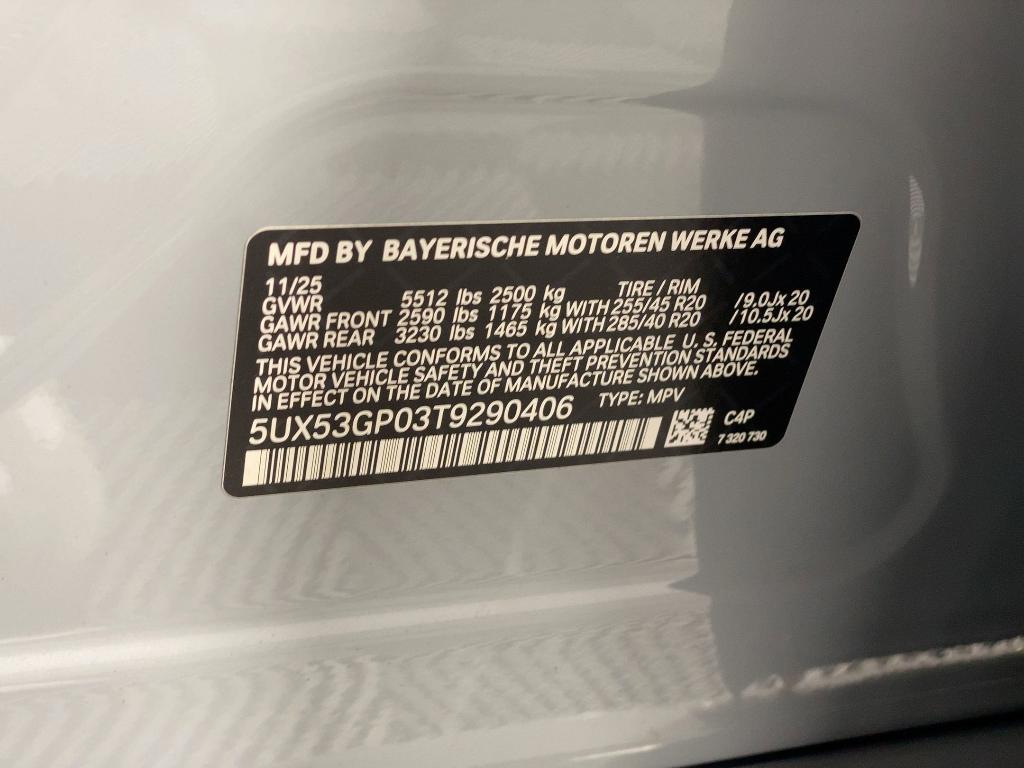 MFD BY BAYERISCHE MOTOREN WERKE AG
11/25 TIRE / RIM
GVWR 5512 lbs 2500 kg
GAWR FRONT 2590 lbs 1175 kg WITH 255/45 R20 /9.0Jx20
GAWR REAR 3230 lbs 1465 kg WITH 285/40 R20 /10.5Jx20
THIS VEHICLE CONFORMS TO ALL APPLICABLE U. S. FEDERAL
MOTOR VEHICLE SAFETY AND THEFT PREVENTION STANDARDS
IN EFFECT ON THE DATE OF MANUFACTURE SHOWN ABOVE.
5UX53GP03T9290406 TYPE: MPV
C4P
7 320 730